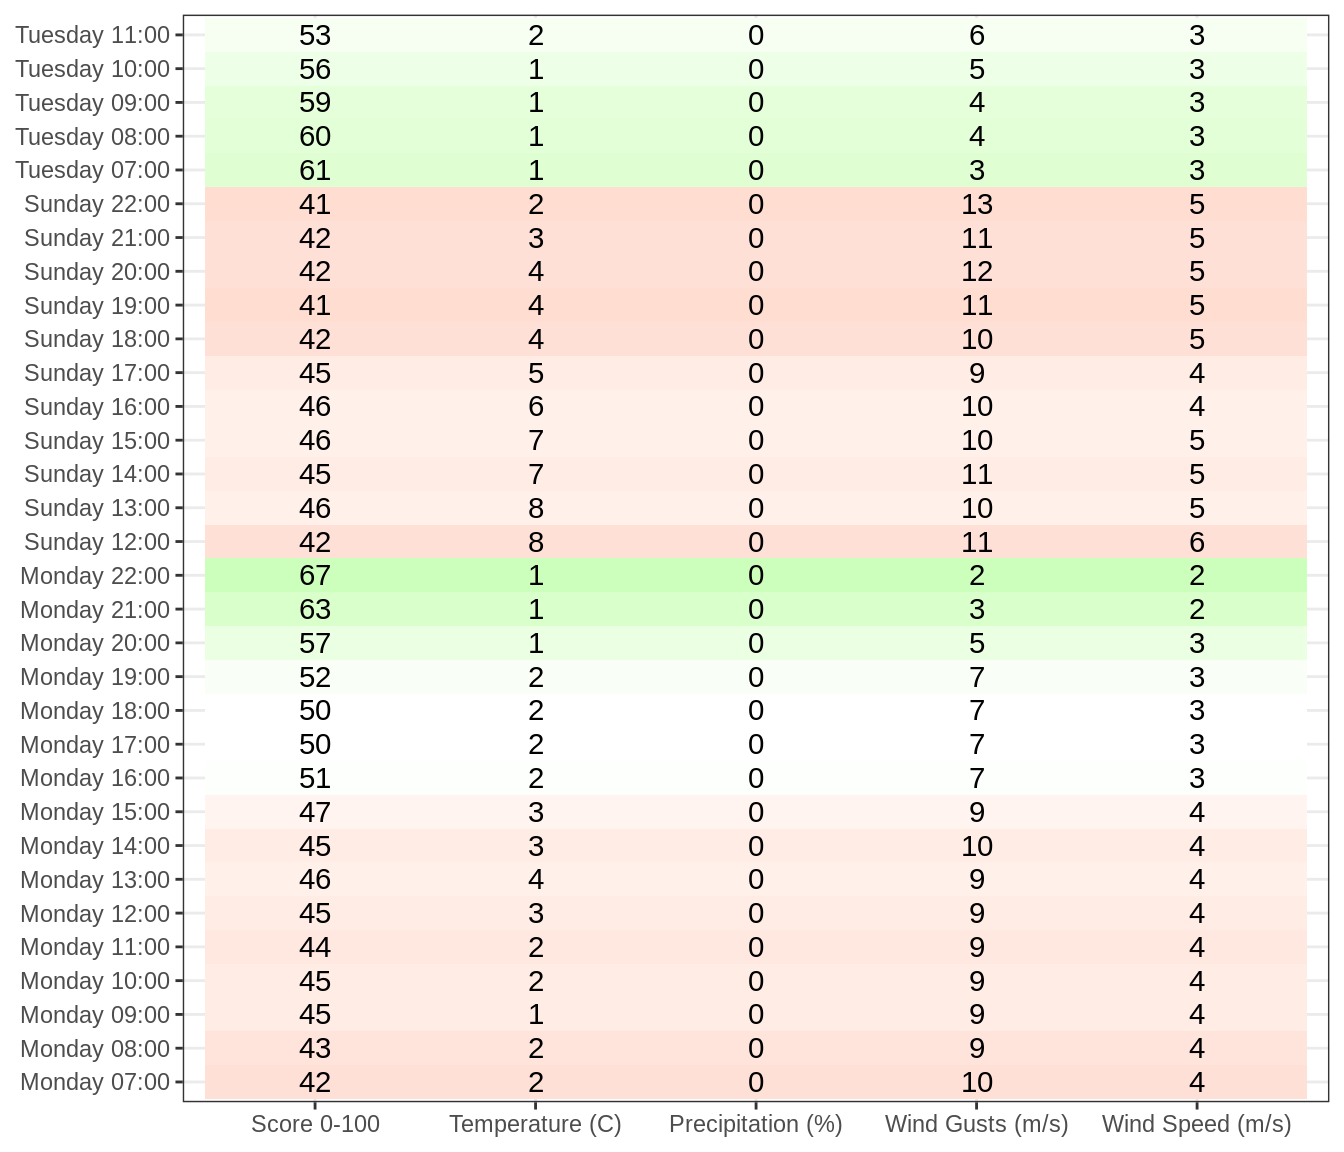 Tuesday 11:00 53 2 0 6 3
Tuesday 10:00 56 1 0 5 3
Tuesday 09:00 59 1 0 4 3
Tuesday 08:00 60 1 0 4 3
Tuesday 07:00 61 1 0 3 3
Sunday 22:00 41 2 0 13 5
Sunday 21:00 42 3 0 11 5
Sunday 20:00 42 4 0 12 5
Sunday 19:00 41 4 0 11 5
Sunday 18:00 42 4 0 10 5
Sunday 17:00 45 5 0 9 4
Sunday 16:00 46 6 0 10 4
Sunday 15:00 46 7 0 10 5
Sunday 14:00 45 7 0 11 5
Sunday 13:00 46 8 0 10 5
Sunday 12:00 42 8 0 11 6
Monday 22:00 67 1 0 2 2
Monday 21:00 63 1 0 3 2
Monday 20:00 57 1 0 5 3
Monday 19:00 52 2 0 7 3
Monday 18:00 50 2 0 7 3
Monday 17:00 50 2 0 7 3
Monday 16:00 51 2 0 7 3
Monday 15:00 47 3 0 9 4
Monday 14:00 45 3 0 10 4
Monday 13:00 46 4 0 9 4
Monday 12:00 45 3 0 9 4
Monday 11:00 44 2 0 9 4
Monday 10:00 45 2 0 9 4
Monday 09:00 45 1 0 9 4
Monday 08:00 43 2 0 9 4
Monday 07:00 42 2 0 10 4
Score 0-100 Temperature (C) Precipitation (%) Wind Gusts (m/s) Wind Speed (m/s)